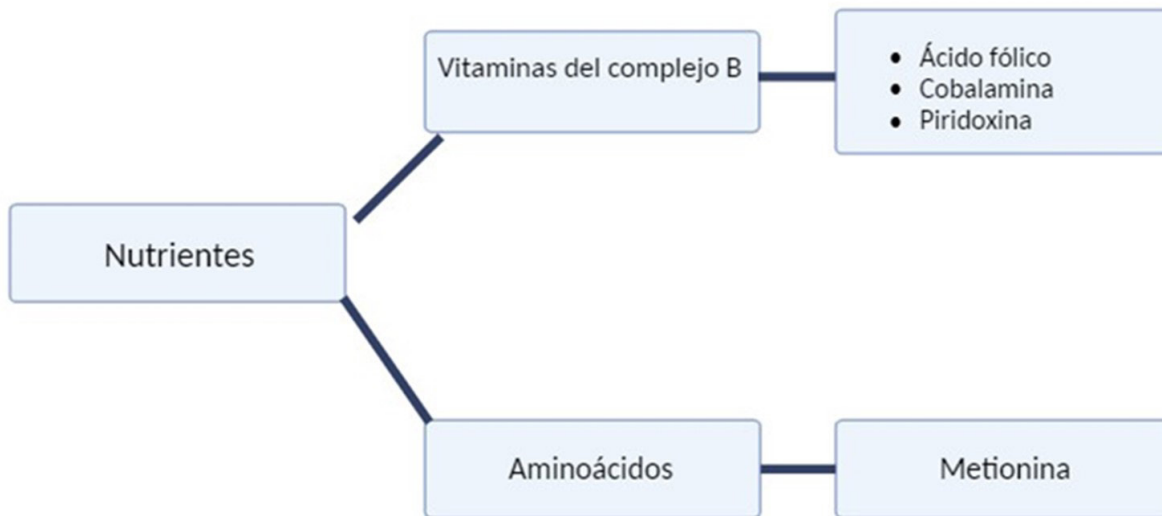 Vitaminas del complejo B
Ácido fólico
Cobalamina
Piridoxina
Nutrientes
Aminoácidos
Metionina